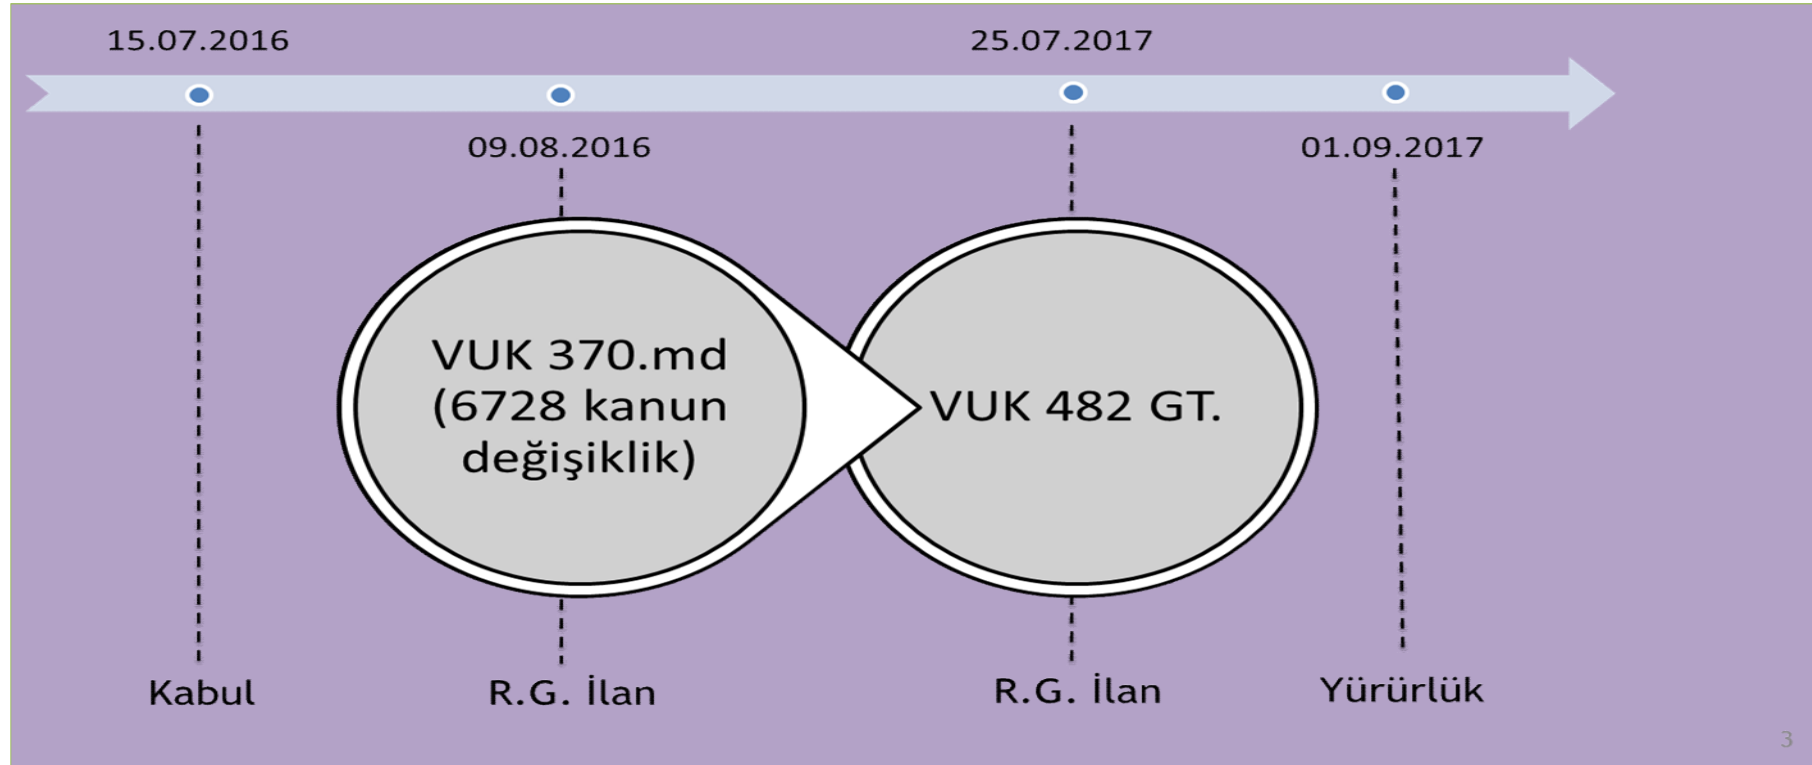 15.07.2016
25.07.2017
09.08.2016
01.09.2017
VUK 370.md
(6728 kanun
değişiklik)
VUK 482 GT.
Kabul
R.G. İlan
R.G. İlan
Yürürlük
3